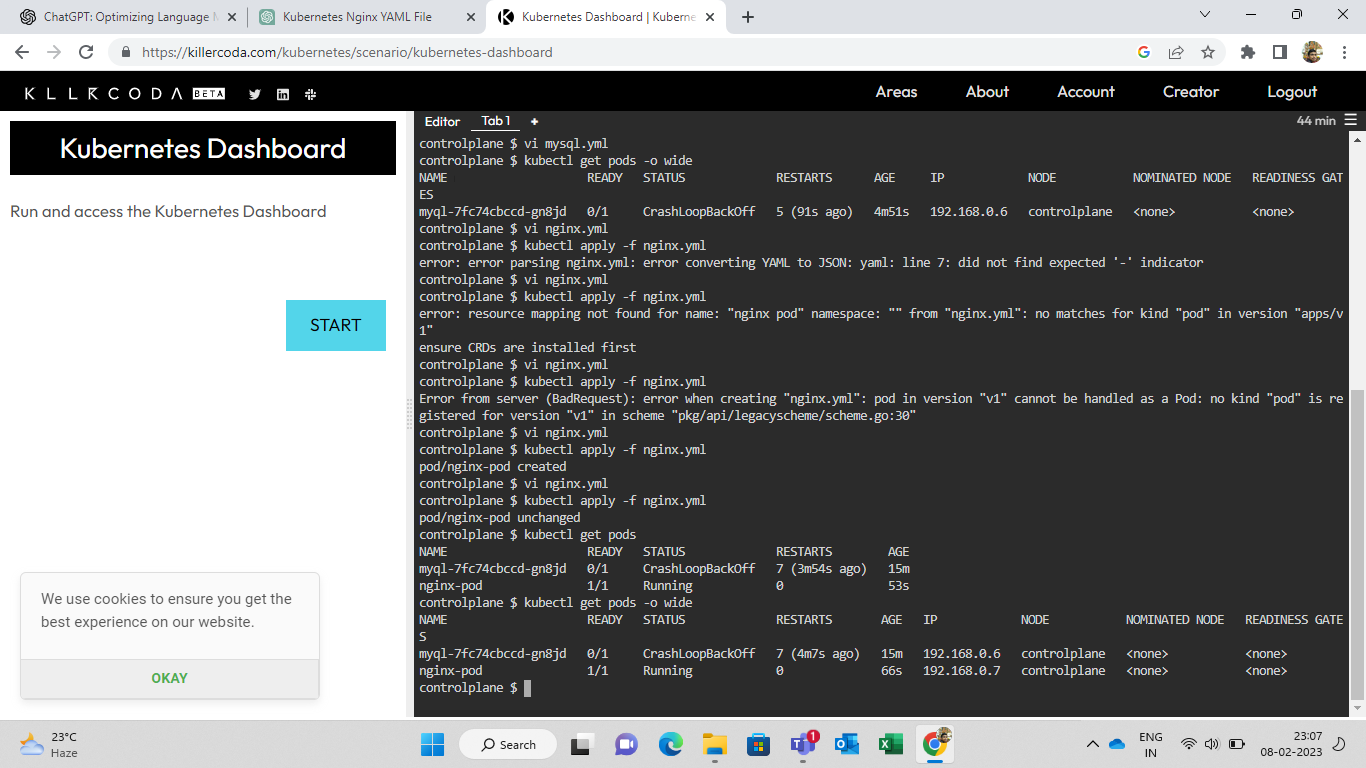 ChatGPT: Optimizing Language M
Kubernetes Nginx YAML File
Kubernetes Dashboard | Kuberne
https://killercoda.com/kubernetes/scenario/kubernetes-dashboard
KLLRCODA BETA
Areas
About
Account
Creator
Logout
Kubernetes Dashboard
Run and access the Kubernetes Dashboard
START
We use cookies to ensure you get the
best experience on our website.
OKAY
Editor Tab 1 +
44 min
controlplane $ vi mysql.yml
controlplane $ kubectl get pods -o wide
NAME READY STATUS RESTARTS AGE IP NODE NOMINATED NODE READINESS GAT
ES
myql-7fc74cbccd-gn8jd 0/1 CrashLoopBackOff 5 (91s ago) 4m51s 192.168.0.6 controlplane <none> <none>
controlplane $ vi nginx.yml
controlplane $ kubectl apply -f nginx.yml
error: error parsing nginx.yml: error converting YAML to JSON: yaml: line 7: did not find expected '-' indicator
controlplane $ vi nginx.yml
controlplane $ kubectl apply -f nginx.yml
error: resource mapping not found for name: "nginx pod" namespace: "" from "nginx.yml": no matches for kind "pod" in version "apps/v
1"
ensure CRDs are installed first
controlplane $ vi nginx.yml
controlplane $ kubectl apply -f nginx.yml
Error from server (BadRequest): error when creating "nginx.yml": pod in version "v1" cannot be handled as a Pod: no kind "pod" is re
gistered for version "v1" in scheme "pkg/api/legacyscheme/scheme.go:30"
controlplane $ vi nginx.yml
controlplane $ kubectl apply -f nginx.yml
pod/nginx-pod created
controlplane $ vi nginx.yml
controlplane $ kubectl apply -f nginx.yml
pod/nginx-pod unchanged
controlplane $ kubectl get pods
NAME READY STATUS RESTARTS AGE
myql-7fc74cbccd-gn8jd 0/1 CrashLoopBackOff 7 (3m54s ago) 15m
nginx-pod 1/1 Running 0 53s
controlplane $ kubectl get pods -o wide
NAME READY STATUS RESTARTS AGE IP NODE NOMINATED NODE READINESS GATE
S
myql-7fc74cbccd-gn8jd 0/1 CrashLoopBackOff 7 (4m7s ago) 15m 192.168.0.6 controlplane <none> <none>
nginx-pod 1/1 Running 0 66s 192.168.0.7 controlplane <none> <none>
controlplane $
23°C
Haze
Search
1
ENG
IN
23:07
08-02-2023